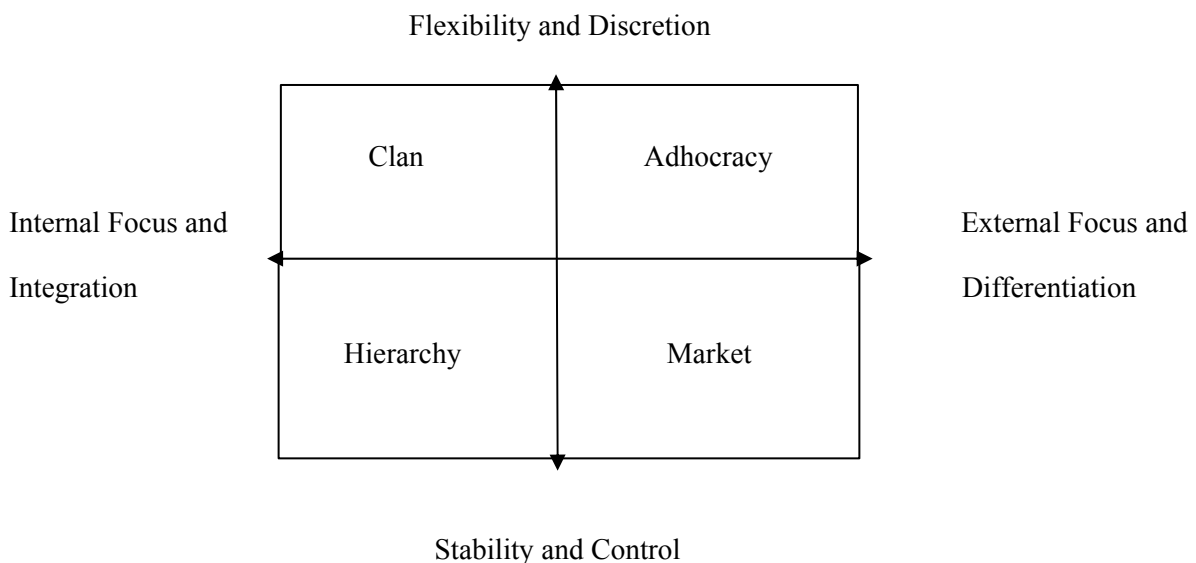 Flexibility and Discretion
Clan
Adhocracy
Internal Focus and
Integration
External Focus and
Differentiation
Hierarchy
Market
Stability and Control